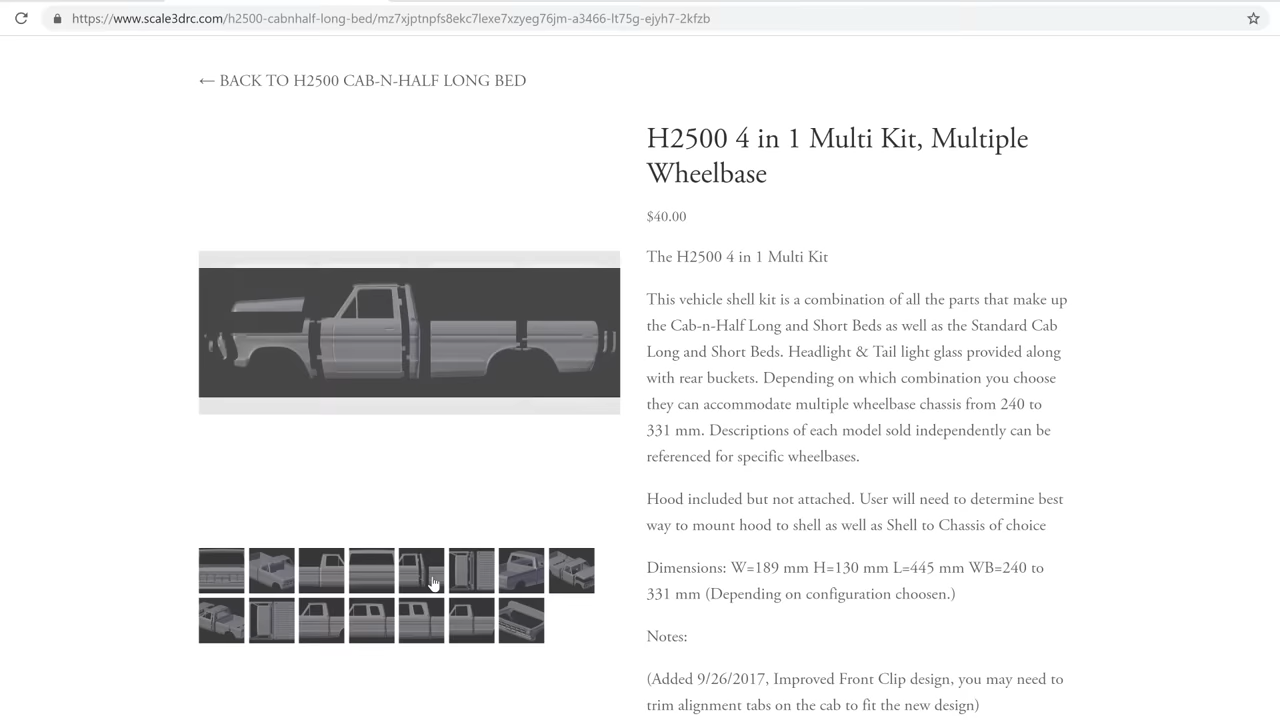 https://www.scale3drc.com/h2500-cabnhalf-long-bed/mz7xjptnpfs8ekc7lexe7xzyeg76jm-a3466-lt75g-ejyh7-2kfzb
← BACK TO H2500 CAB-N-HALF LONG BED
H2500 4 in 1 Multi Kit, Multiple
Wheelbase
$40.00
The H2500 4 in 1 Multi Kit
This vehicle shell kit is a combination of all the parts that make up
the Cab-n-Half Long and Short Beds as well as the Standard Cab
Long and Short Beds. Headlight & Tail light glass provided along
with rear buckets. Depending on which combination you choose
they can accommodate multiple wheelbase chassis from 240 to
331 mm. Descriptions of each model sold independently can be
referenced for specific wheelbases.
Hood included but not attached. User will need to determine best
way to mount hood to shell as well as Shell to Chassis of choice
Dimensions: W=189 mm H=130 mm L=445 mm WB=240 to
331 mm (Depending on configuration choosen.)
Notes:
(Added 9/26/2017, Improved Front Clip design, you may need to
trim alignment tabs on the cab to fit the new design)